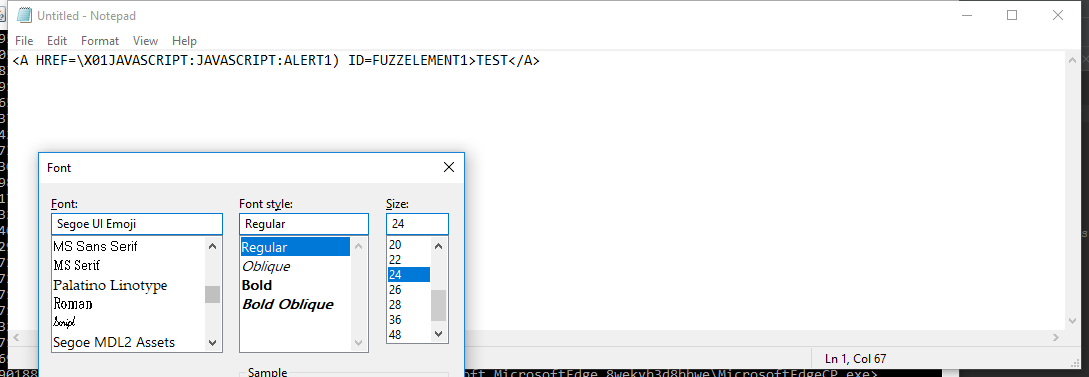 Untitled - Notepad
File Edit Format View Help
<A HREF=\X01JAVASCRIPT:JAVASCRIPT:ALERT1) ID=FUZZELEMENT1>TEST</A>
Font
Font: Font style: Size:
Segoe UI Emoji Regular 24
MS Sans Serif Regular 20
MS Serif Oblique 22
Palatino Linotype Bold 24
Roman Bold Oblique 26
Script 28
Segoe MDL2 Assets 36
48
Ln 1, Col 67
Sample
oft.MicrosoftEdge_8wekyb3d8bbwe\MicrosoftEdgeCP.exe>